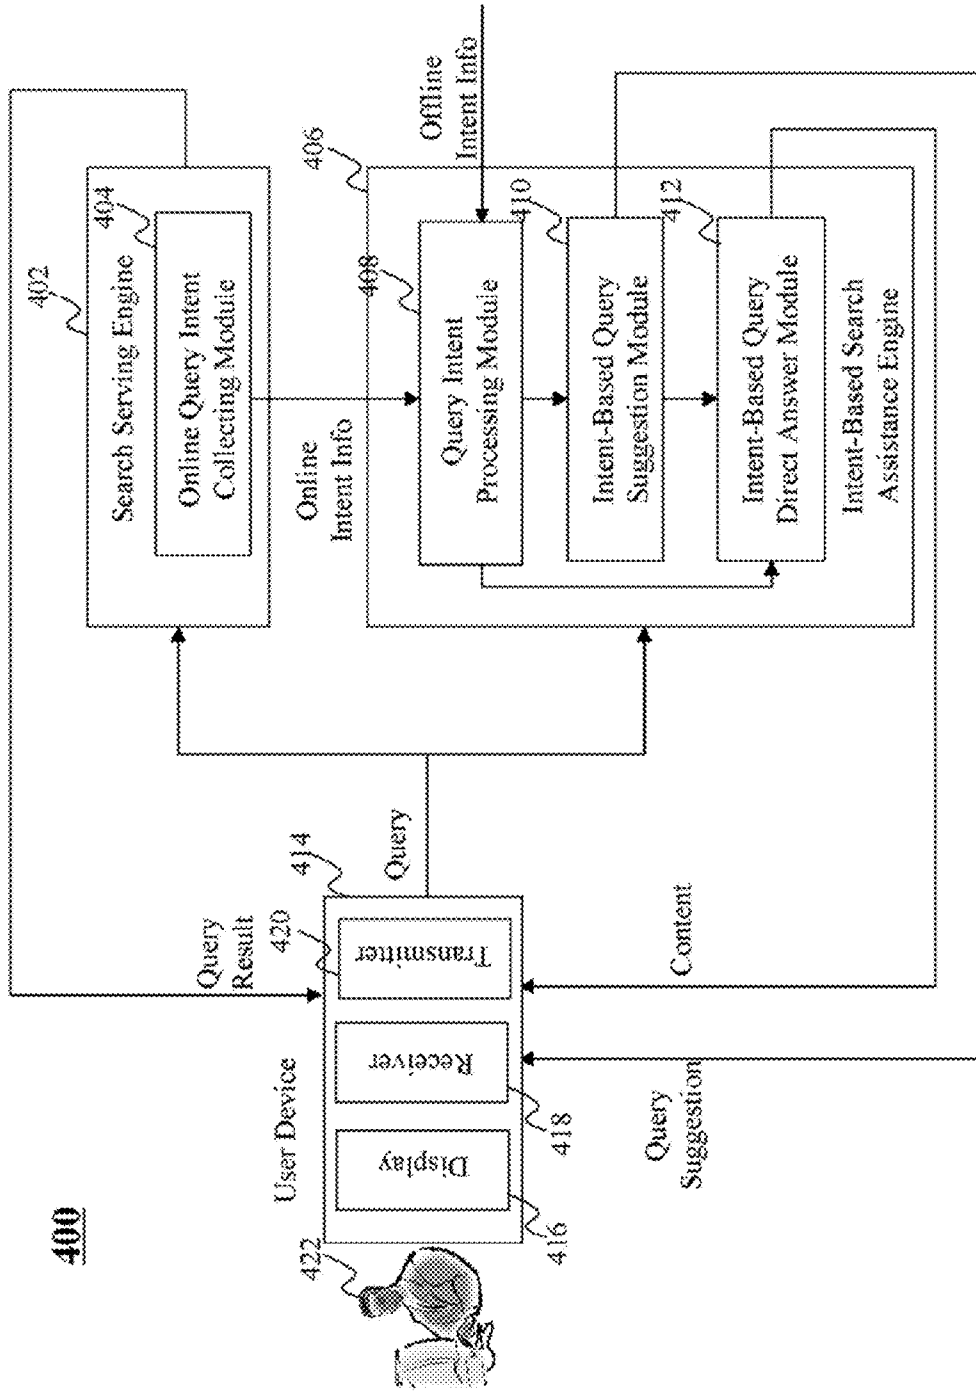 400
422
User Device
Display
416
Receiver
418
Transmitter
420
414
Query
Result
Query
Content
Query
Suggestion
402
Search Serving Engine
404
Online Query Intent
Collecting Module
Online
Intent Info
406
Offline
Intent Info
408
Query Intent
Processing Module
410
Intent-Based Query
Suggestion Module
412
Intent-Based Query
Direct Answer Module
Intent-Based Search
Assistance Engine